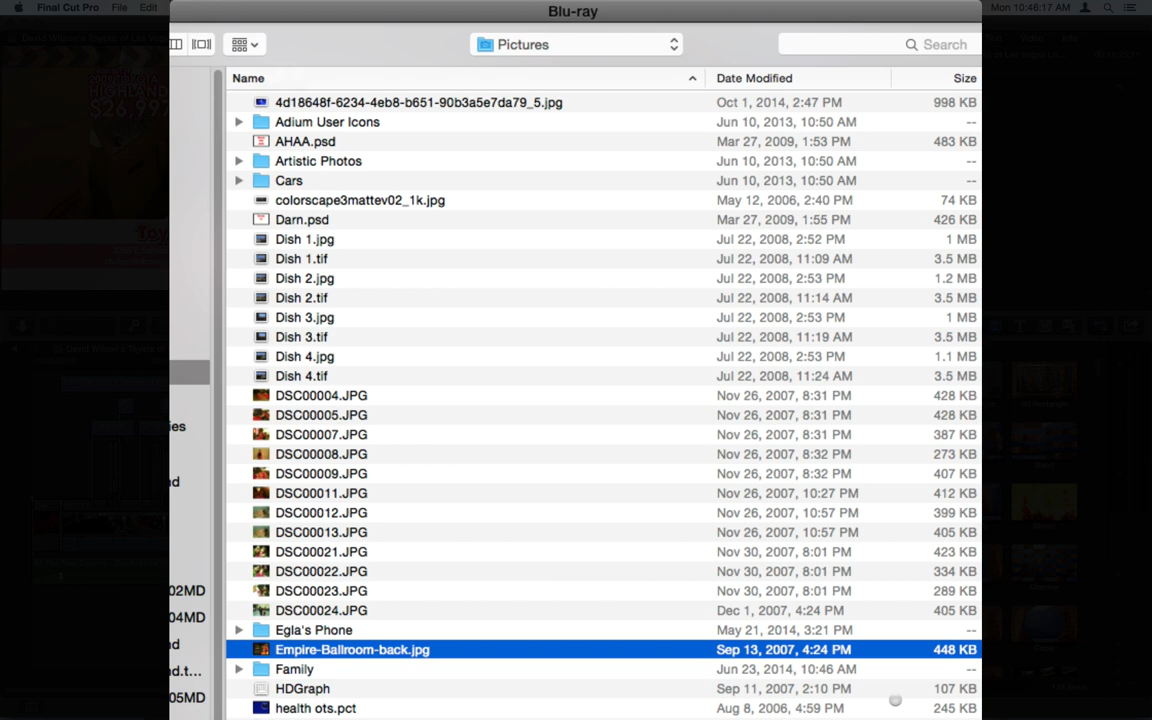 Final Cut Pro File Edit Blu-ray Mon 10:48:17 AM
Pictures Search
Name Date Modified Size
4d18648f-6234-4eb8-b651-90b3a5e7da79_5.jpg Oct 1, 2014, 2:47 PM 998 KB
Adium User Icons Jun 10, 2013, 10:50 AM --
AHAA.psd Mar 27, 2009, 1:53 PM 483 KB
Artistic Photos Jun 10, 2013, 10:50 AM --
Cars Jun 10, 2013, 10:50 AM --
colorscape3mattev02_1k.jpg May 12, 2006, 2:40 PM 74 KB
Darn.psd Mar 27, 2009, 1:55 PM 426 KB
Dish 1.jpg Jul 22, 2008, 2:52 PM 1 MB
Dish 1.tif Jul 22, 2008, 11:09 AM 3.5 MB
Dish 2.jpg Jul 22, 2008, 2:53 PM 1.2 MB
Dish 2.tif Jul 22, 2008, 11:14 AM 3.5 MB
Dish 3.jpg Jul 22, 2008, 2:53 PM 1 MB
Dish 3.tif Jul 22, 2008, 11:19 AM 3.5 MB
Dish 4.jpg Jul 22, 2008, 2:53 PM 1.1 MB
Dish 4.tif Jul 22, 2008, 11:24 AM 3.5 MB
DSC00004.JPG Nov 26, 2007, 8:31 PM 428 KB
DSC00005.JPG Nov 26, 2007, 8:31 PM 428 KB
ies DSC00007.JPG Nov 26, 2007, 8:31 PM 387 KB
DSC00008.JPG Nov 26, 2007, 8:32 PM 273 KB
DSC00009.JPG Nov 26, 2007, 8:32 PM 407 KB
nd DSC00011.JPG Nov 26, 2007, 10:27 PM 412 KB
DSC00012.JPG Nov 26, 2007, 10:57 PM 399 KB
DSC00013.JPG Nov 26, 2007, 10:57 PM 405 KB
DSC00021.JPG Nov 30, 2007, 8:01 PM 423 KB
DSC00022.JPG Nov 30, 2007, 8:01 PM 334 KB
02MD DSC00023.JPG Nov 30, 2007, 8:01 PM 289 KB
04MD DSC00024.JPG Dec 1, 2007, 4:24 PM 405 KB
Egla's Phone May 21, 2014, 3:21 PM --
nd Empire-Ballroom-back.jpg Sep 13, 2007, 4:24 PM 448 KB
nd.t... Family Jun 23, 2014, 10:46 AM --
05MD HDGraph Sep 11, 2007, 2:10 PM 107 KB
health ots.pct Aug 8, 2006, 4:59 PM 245 KB
HIGHLAND
$26,997